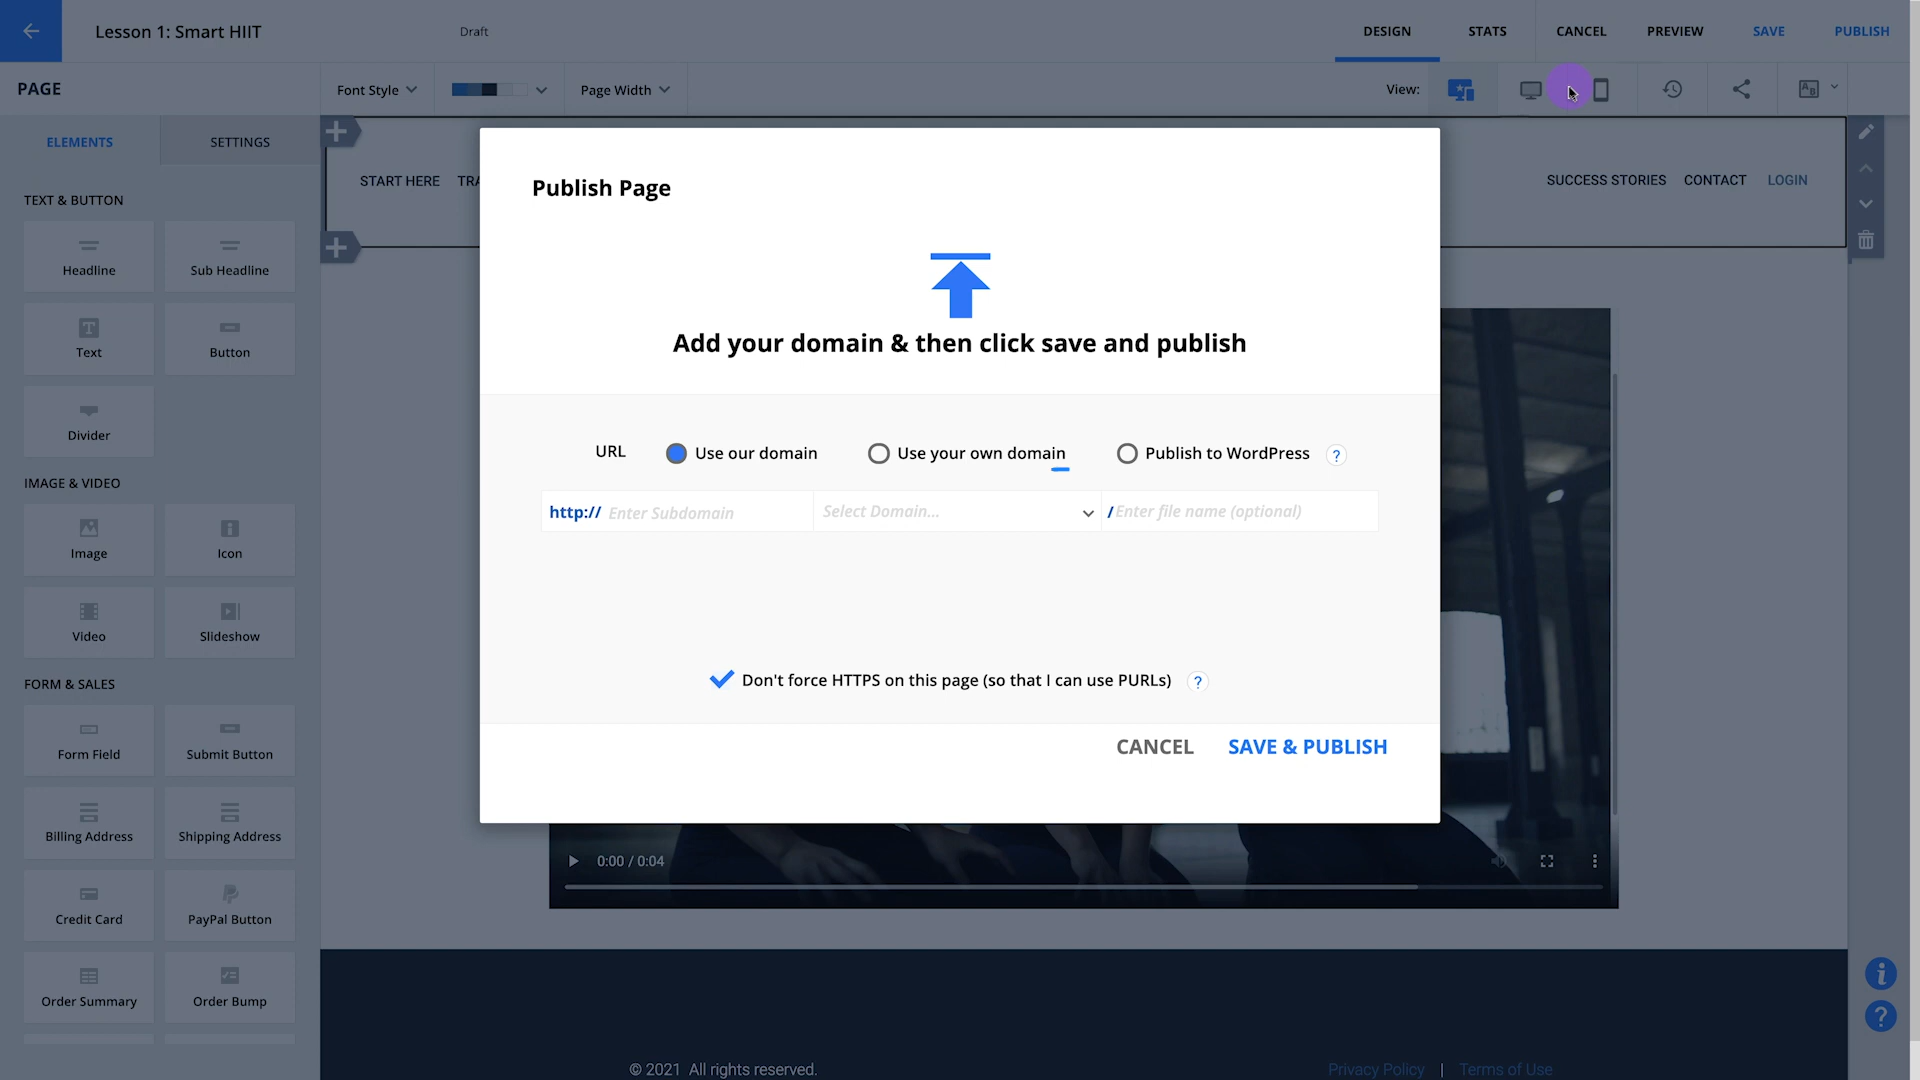 Lesson 1: Smart HIIT
Draft
DESIGN
STATS
CANCEL
PREVIEW
SAVE
PUBLISH
PAGE
Font Style
Page Width
View:
ELEMENTS
SETTINGS
START HERE
SUCCESS STORIES
CONTACT
LOGIN
TEXT & BUTTON
Headline
Sub Headline
Text
Button
Divider
IMAGE & VIDEO
Image
Icon
Video
Slideshow
FORM & SALES
Form Field
Submit Button
Billing Address
Shipping Address
Credit Card
PayPal Button
Order Summary
Order Bump
Publish Page
Add your domain & then click save and publish
URL
Use our domain
Use your own domain
Publish to WordPress
?
http://
Enter Subdomain
Select Domain...
/
Enter file name (optional)
Don't force HTTPS on this page (so that I can use PURLs)
?
CANCEL
SAVE & PUBLISH
0:00 / 0:04
© 2021 All rights reserved.
Privacy Policy | Terms of Use